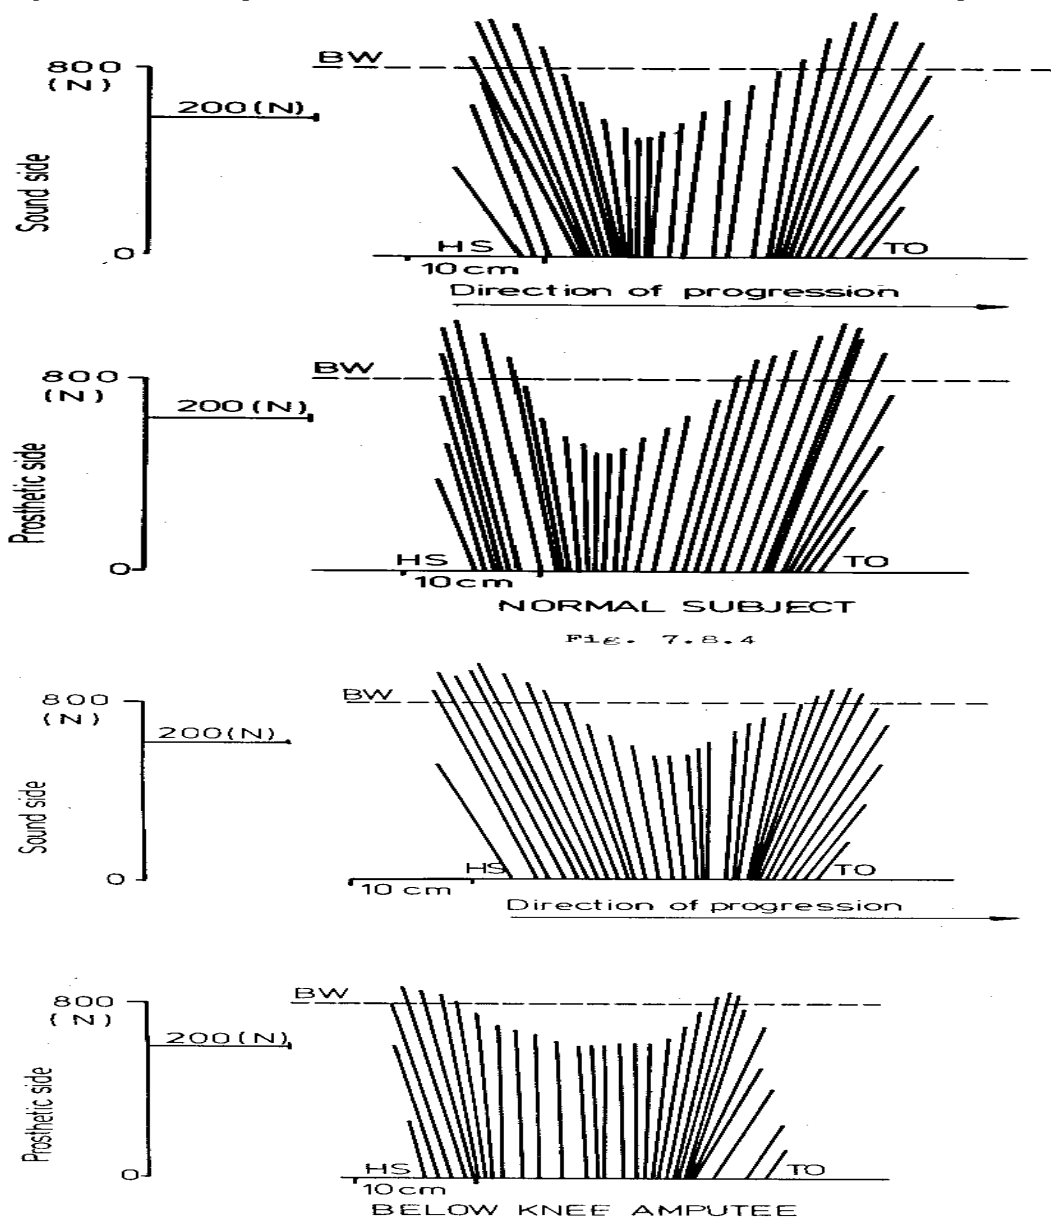 BW
800
(N)
200(N)
Sound side
0
HS
TO
10cm
Direction of progression
BW
800
(N)
200(N)
Prosthetic side
0
HS
TO
10cm
NORMAL SUBJECT
Fig. 7.8.4
BW
800
(N)
200(N)
Sound side
0
HS
TO
10 cm
Direction of progression
BW
800
(N)
200(N)
Prosthetic side
0
HS
TO
10cm
BELOW KNEE AMPUTEE